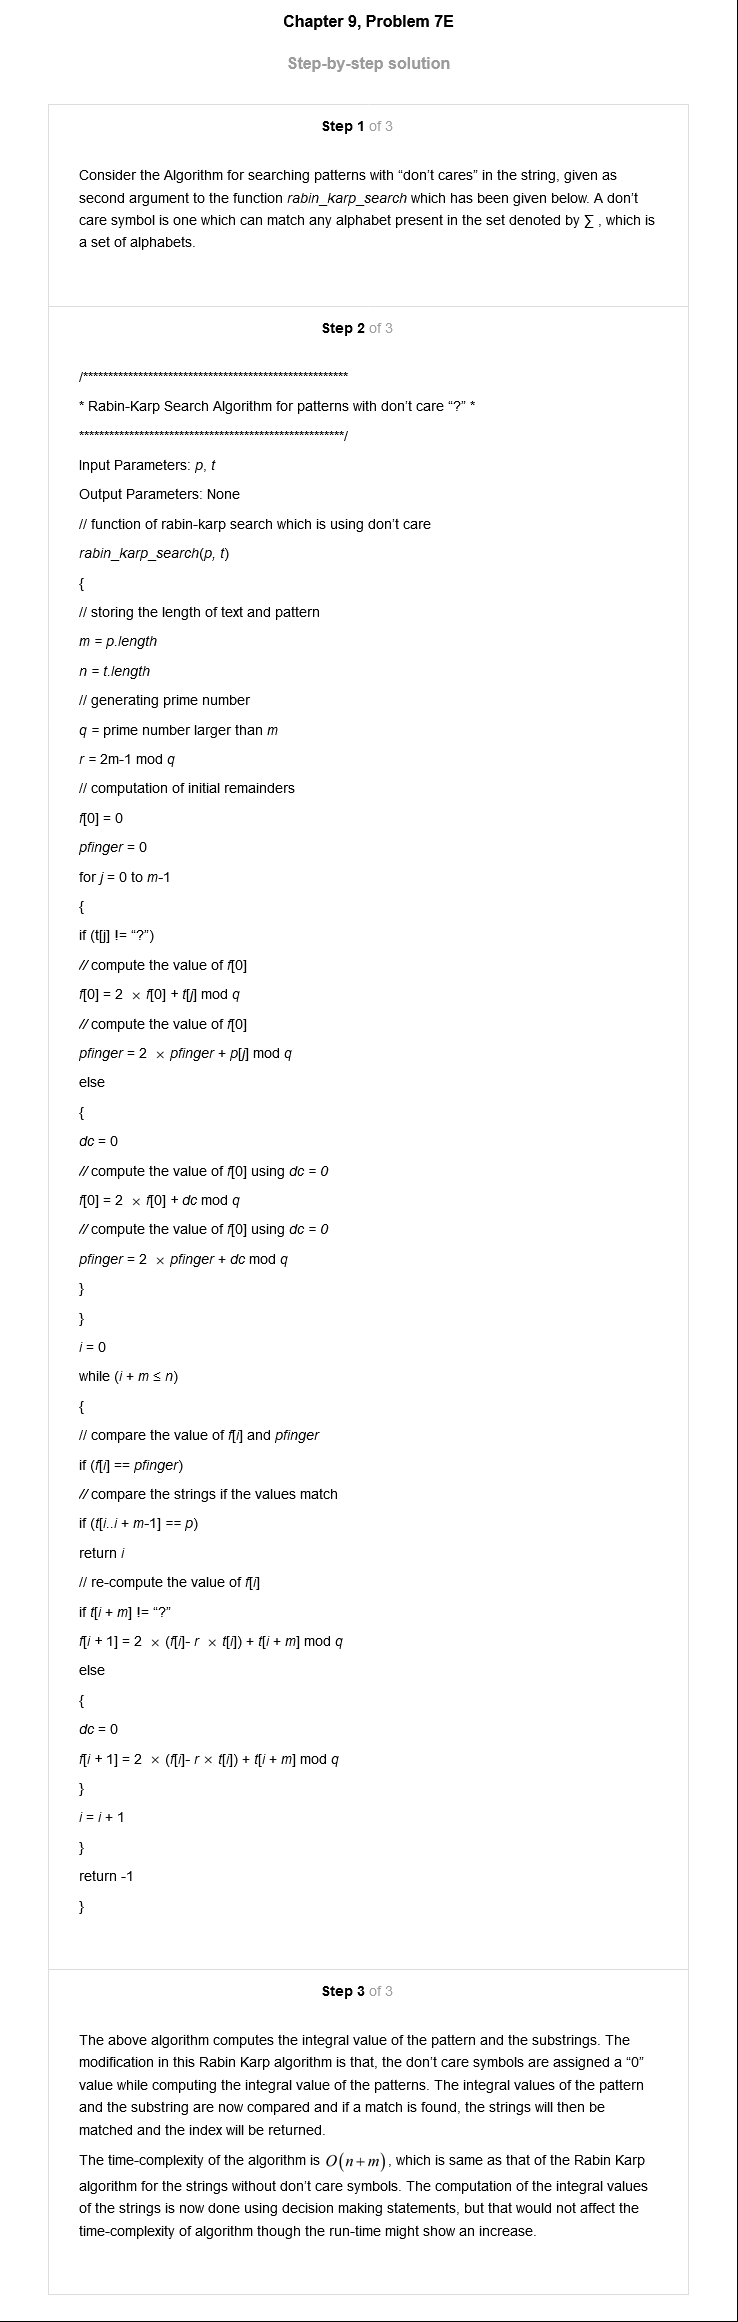 Chapter 9, Problem 7E
Step-by-step solution
Step 1 of 3
Consider the Algorithm for searching patterns with “don’t cares” in the string, given as
second argument to the function rabin_karp_search which has been given below. A don’t
care symbol is one which can match any alphabet present in the set denoted by ∑ , which is
a set of alphabets.
Step 2 of 3
/*****************************************************
* Rabin-Karp Search Algorithm for patterns with don’t care “?” *
*****************************************************/
Input Parameters: p, t
Output Parameters: None
// function of rabin-karp search which is using don’t care
rabin_karp_search(p, t)
{
// storing the length of text and pattern
m = p.length
n = t.length
// generating prime number
q = prime number larger than m
r = 2m-1 mod q
// computation of initial remainders
f[0] = 0
pfinger = 0
for j = 0 to m-1
{
if (t[j] != “?”)
// compute the value of f[0]
f[0] = 2 × f[0] + t[j] mod q
// compute the value of f[0]
pfinger = 2 × pfinger + p[j] mod q
else
{
dc = 0
// compute the value of f[0] using dc = 0
f[0] = 2 × f[0] + dc mod q
// compute the value of f[0] using dc = 0
pfinger = 2 × pfinger + dc mod q
}
}
i = 0
while (i + m ≤ n)
{
// compare the value of f[i] and pfinger
if (f[i] == pfinger)
// compare the strings if the values match
if (t[i..i + m-1] == p)
return i
// re-compute the value of f[i]
if t[i + m] != “?”
f[i + 1] = 2 × (f[i]- r × t[i]) + t[i + m] mod q
else
{
dc = 0
f[i + 1] = 2 × (f[i]- r × t[i]) + t[i + m] mod q
}
i = i + 1
}
return -1
}
Step 3 of 3
The above algorithm computes the integral value of the pattern and the substrings. The
modification in this Rabin Karp algorithm is that, the don’t care symbols are assigned a “0”
value while computing the integral value of the patterns. The integral values of the pattern
and the substring are now compared and if a match is found, the strings will then be
matched and the index will be returned.
The time-complexity of the algorithm is O(n+m), which is same as that of the Rabin Karp
algorithm for the strings without don’t care symbols. The computation of the integral values
of the strings is now done using decision making statements, but that would not affect the
time-complexity of algorithm though the run-time might show an increase.